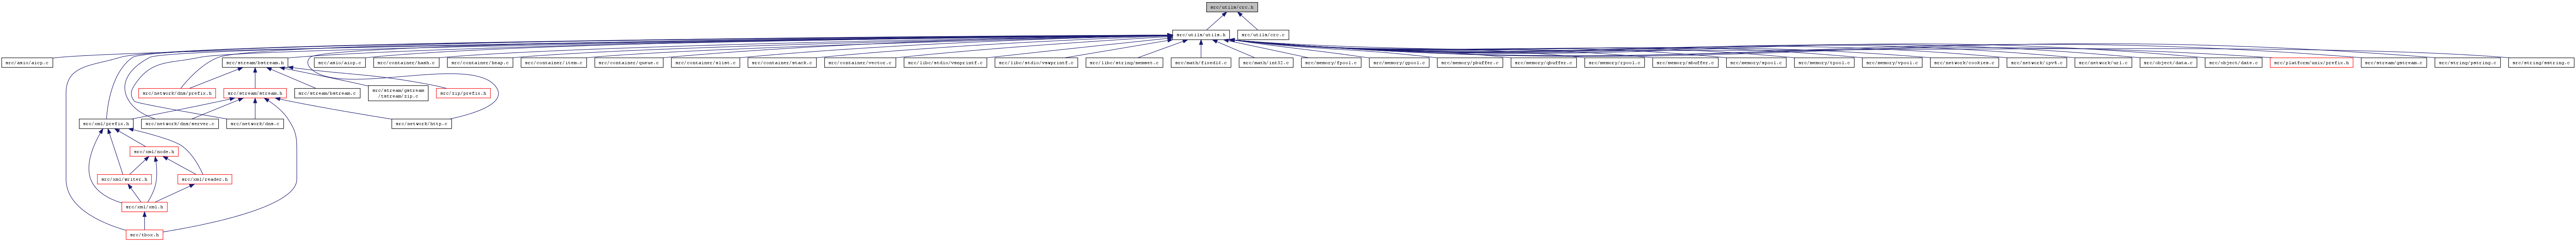 src/utils/crc.h
src/utils/utils.h
src/utils/crc.c
src/asio/aicp.c
src/stream/bstream.h
src/asio/aiop.c
src/container/hash.c
src/container/heap.c
src/container/item.c
src/container/queue.c
src/container/slist.c
src/container/stack.c
src/container/vector.c
src/libc/stdio/vsnprintf.c
src/libc/stdio/vswprintf.c
src/libc/string/memset.c
src/math/fixed16.c
src/math/int32.c
src/memory/fpool.c
src/memory/gpool.c
src/memory/pbuffer.c
src/memory/qbuffer.c
src/memory/rpool.c
src/memory/sbuffer.c
src/memory/spool.c
src/memory/tpool.c
src/memory/vpool.c
src/network/cookies.c
src/network/ipv4.c
src/network/url.c
src/object/data.c
src/object/date.c
src/platform/unix/prefix.h
src/stream/gstream.c
src/string/pstring.c
src/string/sstring.c
src/network/dns/prefix.h
src/stream/stream.h
src/stream/bstream.c
src/stream/gstream
/tstream/zip.c
src/zip/prefix.h
src/xml/prefix.h
src/network/dns/server.c
src/network/dns.c
src/network/http.c
src/xml/node.h
src/xml/writer.h
src/xml/reader.h
src/xml/xml.h
src/tbox.h